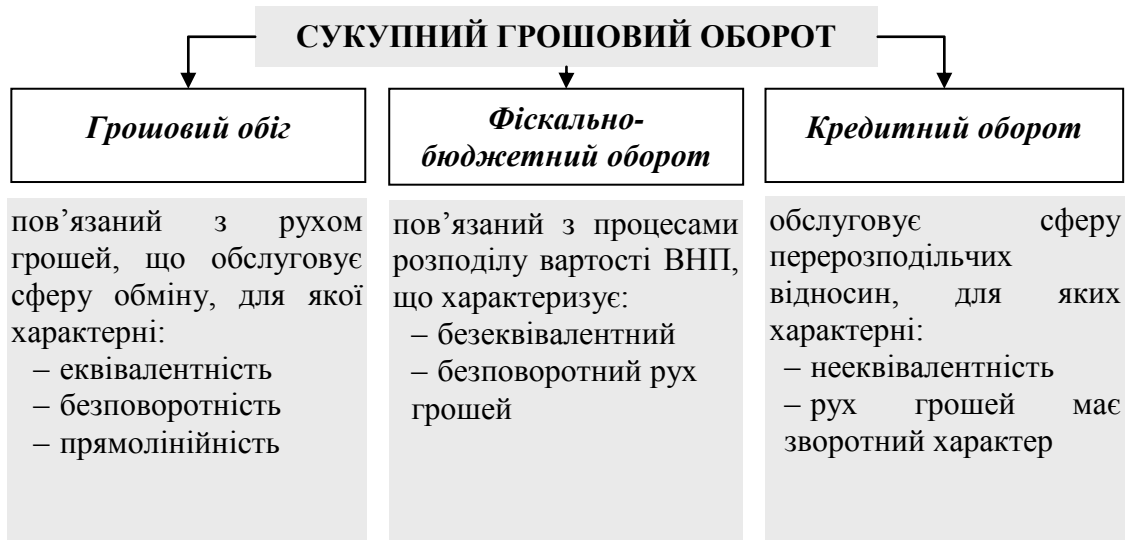 СУКУПНИЙ ГРОШОВИЙ ОБОРОТ
Грошовий обіг
пов’язаний з рухом
грошей, що обслуговує
сферу обміну, для якої
характерні:
– еквівалентність
– безповоротність
– прямолінійність
Фіскально-
бюджетний оборот
пов’язаний з процесами
розподілу вартості ВНП,
що характеризує:
– безеквівалентний
– безповоротний рух
грошей
Кредитний оборот
обслуговує сферу
перерозподільчих
відносин, для яких
характерні:
– нееквівалентність
– рух грошей має
зворотний характер